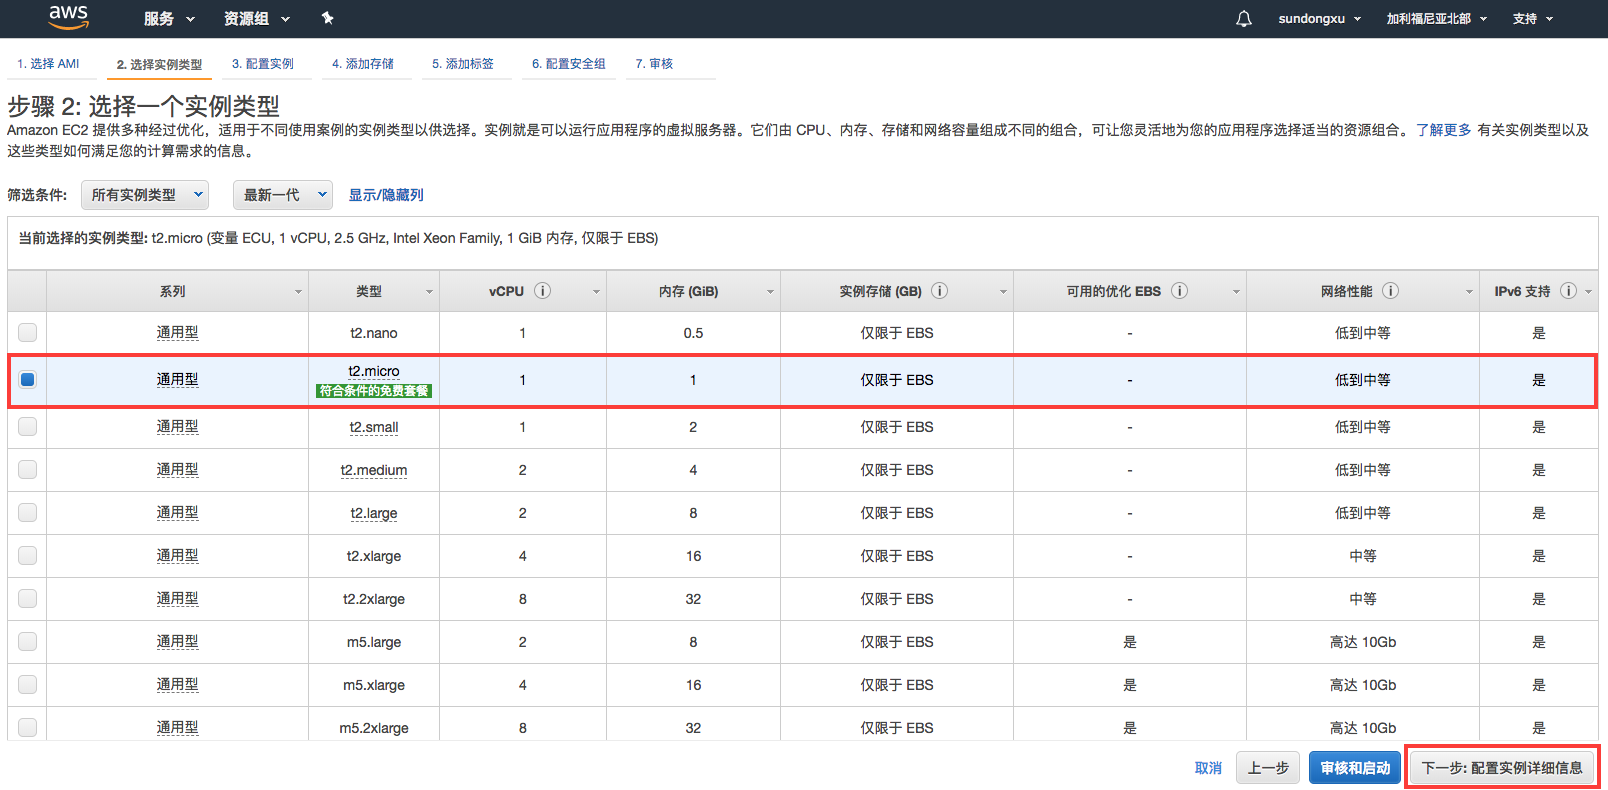 aws 服务 资源组 sundongxu 加利福尼亚北部 支持
1. 选择 AMI 2. 选择实例类型 3. 配置实例 4. 添加存储 5. 添加标签 6. 配置安全组 7. 审核
步骤 2: 选择一个实例类型
Amazon EC2 提供多种经过优化，适用于不同使用案例的实例类型以供选择。实例就是可以运行应用程序的虚拟服务器。它们由 CPU、内存、存储和网络容量组成不同的组合，可让您灵活地为您的应用程序选择适当的资源组合。 了解更多 有关实例类型以及
这些类型如何满足您的计算需求的信息。
筛选条件: 所有实例类型 最新一代 显示/隐藏列
当前选择的实例类型: t2.micro (变量 ECU, 1 vCPU, 2.5 GHz, Intel Xeon Family, 1 GiB 内存, 仅限于 EBS)
系列 类型 vCPU i 内存 (GiB) 实例存储 (GB) i 可用的优化 EBS i 网络性能 i IPv6 支持 i
通用型 t2.nano 1 0.5 仅限于 EBS - 低到中等 是
通用型 t2.micro 1 1 仅限于 EBS - 低到中等 是
符合条件的免费套餐
通用型 t2.small 1 2 仅限于 EBS - 低到中等 是
通用型 t2.medium 2 4 仅限于 EBS - 低到中等 是
通用型 t2.large 2 8 仅限于 EBS - 低到中等 是
通用型 t2.xlarge 4 16 仅限于 EBS - 中等 是
通用型 t2.2xlarge 8 32 仅限于 EBS - 中等 是
通用型 m5.large 2 8 仅限于 EBS 是 高达 10Gb 是
通用型 m5.xlarge 4 16 仅限于 EBS 是 高达 10Gb 是
通用型 m5.2xlarge 8 32 仅限于 EBS 是 高达 10Gb 是
取消 上一步 审核和启动 下一步: 配置实例详细信息